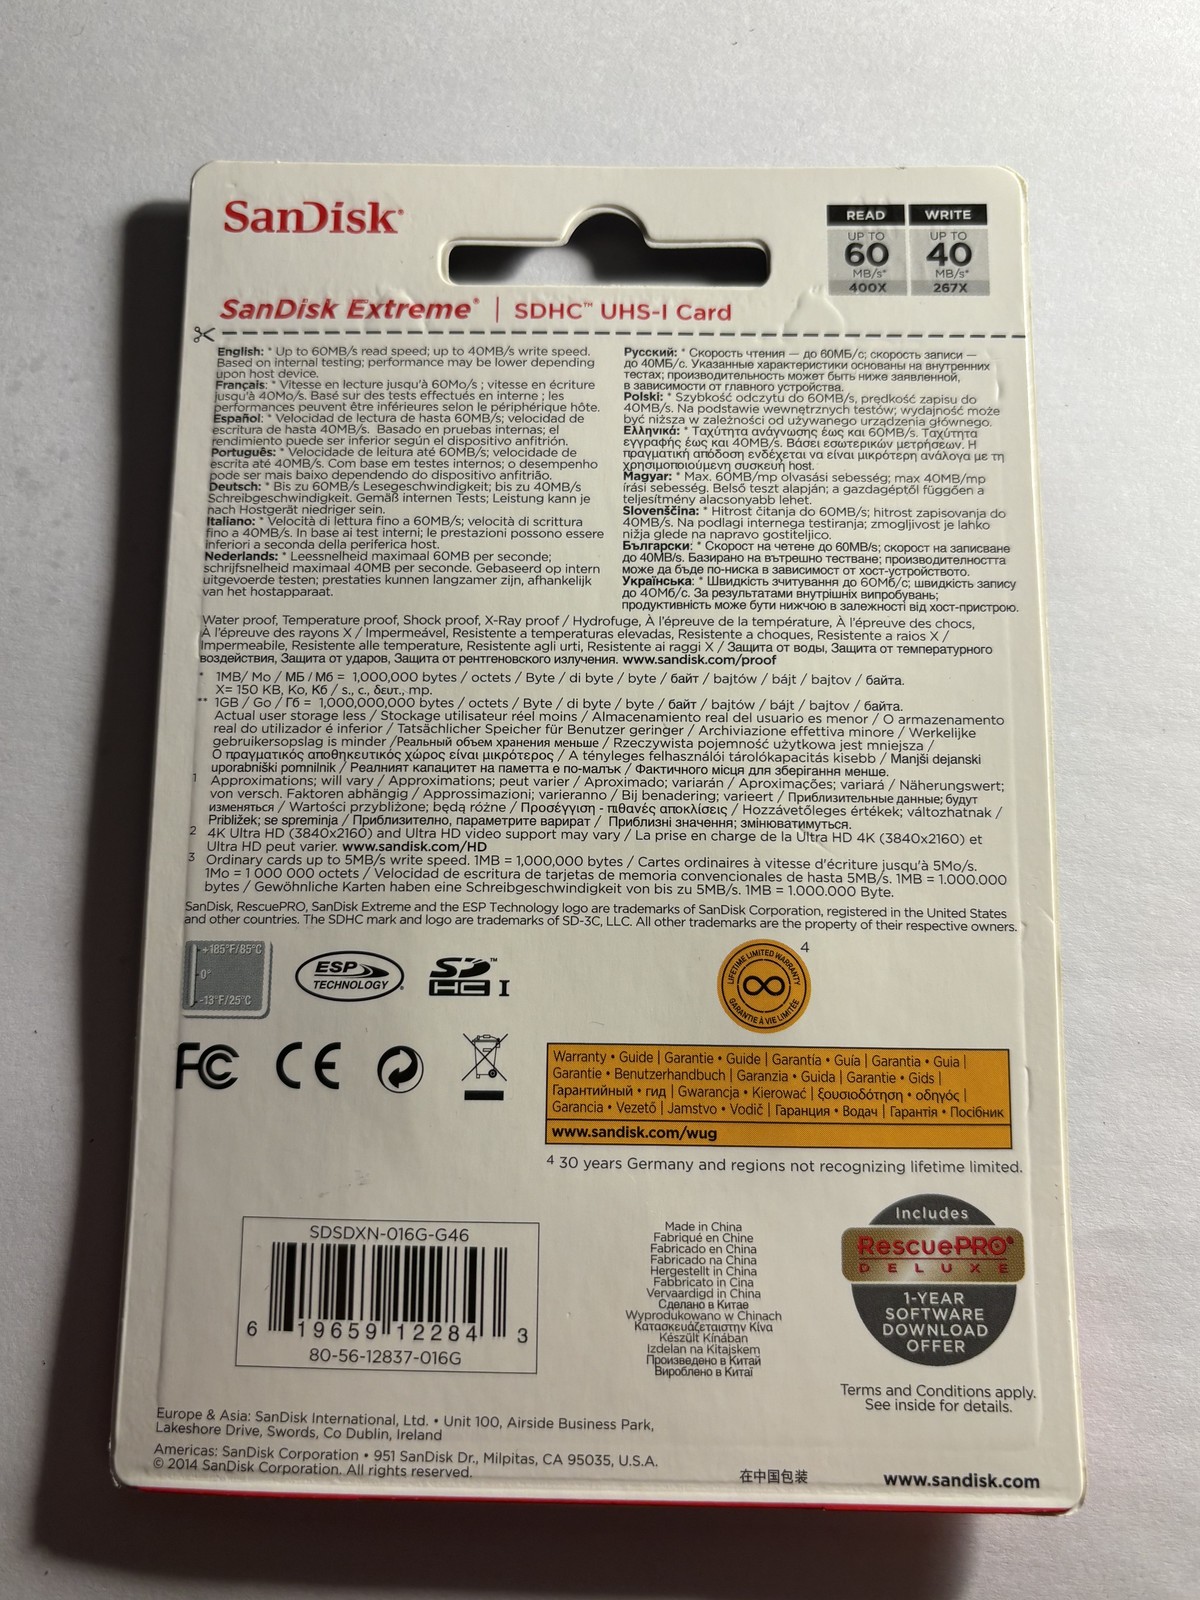 SanDisk®
READ
UP TO
60
MB/s*
400X
WRITE
UP TO
40
MB/s*
267X
SanDisk Extreme® | SDHC™ UHS-I Card
English: * Up to 60MB/s read speed; up to 40MB/s write speed.
Based on internal testing; performance may be lower depending
upon host device.
Français: * Vitesse en lecture jusqu'à 60Mo/s ; vitesse en écriture
jusqu'à 40Mo/s. Basé sur des tests effectués en interne ; les
performances peuvent être inférieures selon le périphérique hôte.
Español: * Velocidad de lectura de hasta 60MB/s; velocidad de
escritura de hasta 40MB/s. Basado en pruebas internas; el
rendimiento puede ser inferior según el dispositivo anfitrión.
Português: * Velocidade de leitura até 60MB/s; velocidade de
escrita até 40MB/s. Com base em testes internos; o desempenho
pode ser mais baixo dependendo do dispositivo anfitrião.
Deutsch: * Bis zu 60MB/s Lesegeschwindigkeit; bis zu 40MB/s
Schreibgeschwindigkeit. Gemäß internen Tests; Leistung kann je
nach Hostgerät niedriger sein.
Italiano: * Velocità di lettura fino a 60MB/s; velocità di scrittura
fino a 40MB/s. In base ai test interni; le prestazioni possono essere
inferiori a seconda della periferica host.
Nederlands: * Leessnelheid maximaal 60MB per seconde;
schrijfsnelheid maximaal 40MB per seconde. Gebaseerd op intern
uitgevoerde testen; prestaties kunnen langzamer zijn, afhankelijk
van het hostapparaat.
Русский: * Скорость чтения — до 60МБ/с; скорость записи —
до 40МБ/с. Указанные характеристики основаны на внутренних
тестах; производительность может быть ниже заявленной,
в зависимости от главного устройства.
Polski: * Szybkość odczytu do 60MB/s, prędkość zapisu do
40MB/s. Na podstawie wewnętrznych testów; wydajność może
być niższa w zależności od używanego urządzenia głównego.
Ελληνικά: * Ταχύτητα ανάγνωσης έως και 60MB/s. Ταχύτητα
εγγραφής έως και 40MB/s. Βάσει εσωτερικών μετρήσεων. Η
πραγματική απόδοση ενδέχεται να είναι μικρότερη ανάλογα με τη
χρησιμοποιούμενη συσκευή host.
Magyar: * Max. 60MB/mp olvasási sebesség; max 40MB/mp
írási sebesség. Belső teszt alapján; a gazdagéptől függően a
teljesítmény alacsonyabb lehet.
Slovenščina: * Hitrost čitanja do 60MB/s; hitrost zapisovanja do
40MB/s. Na podlagi internega testiranja; zmogljivost je lahko
nižja glede na napravo gostiteljico.
Български: * Скорост на четене до 60MB/s; скорост на записване
до 40MB/s. Базирано на вътрешно тестване; производителността
може да бъде по-ниска в зависимост от хост-устройството.
Українська: * Швидкість зчитування до 60Мб/с; швидкість запису
до 40Мб/с. За результатами внутрішніх випробувань;
продуктивність може бути нижчою в залежності від хост-пристрою.
Water proof, Temperature proof, Shock proof, X-Ray proof / Hydrofuge, À l'épreuve de la température, À l'épreuve des chocs,
À l'épreuve des rayons X / Impermeável, Resistente a temperaturas elevadas, Resistente a choques, Resistente a raios X /
Impermeabile, Resistente alle temperature, Resistente agli urti, Resistente ai raggi X / Защита от воды, Защита от температурного
воздействия, Защита от ударов, Защита от рентгеновского излучения. www.sandisk.com/proof
* 1MB/ Mo / МБ / Мб = 1,000,000 bytes / octets / Byte / di byte / byte / байт / bajtów / bájt / bajtov / байта.
X= 150 KB, Ko, Кб / s., с., δευτ., mp.
** 1GB / Go / Гб = 1,000,000,000 bytes / octets / Byte / di byte / byte / байт / bajtów / bájt / bajtov / байта.
Actual user storage less / Stockage utilisateur réel moins / Almacenamiento real del usuario es menor / O armazenamento
real do utilizador é inferior / Tatsächlicher Speicher für Benutzer geringer / Archiviazione effettiva minore / Werkelijke
gebruikersopslag is minder /Реальный объем хранения меньше / Rzeczywista pojemność użytkowa jest mniejsza /
Ο πραγματικός αποθηκευτικός χώρος είναι μικρότερος / A tényleges felhasználói tárolókapacitás kisebb / Manjši dejanski
uporabniški pomnilnik / Реалният капацитет на паметта е по-малък / Фактичного місця для зберігання менше.
1 Approximations; will vary / Approximations; peut varier / Aproximado; variarán / Aproximações; variará / Näherungswert;
von versch. Faktoren abhängig / Approssimazioni; varieranno / Bij benadering; varieert / Приблизительные данные; будут
изменяться / Wartości przybliżone; będą różne / Προσέγγιση - πιθανές αποκλίσεις / Hozzávetőleges értékek; változhatnak /
Približek; se spreminja / Приблизително, параметрите варират / Приблизні значення; змінюватимуться.
2 4K Ultra HD (3840x2160) and Ultra HD video support may vary / La prise en charge de la Ultra HD 4K (3840x2160) et
Ultra HD peut varier. www.sandisk.com/HD
3 Ordinary cards up to 5MB/s write speed. 1MB = 1,000,000 bytes / Cartes ordinaires à vitesse d'écriture jusqu'à 5Mo/s.
1Mo = 1 000 000 octets / Velocidad de escritura de tarjetas de memoria convencionales de hasta 5MB/s. 1MB = 1.000.000
bytes / Gewöhnliche Karten haben eine Schreibgeschwindigkeit von bis zu 5MB/s. 1MB = 1.000.000 Byte.
SanDisk, RescuePRO, SanDisk Extreme and the ESP Technology logo are trademarks of SanDisk Corporation, registered in the United States
and other countries. The SDHC mark and logo are trademarks of SD-3C, LLC. All other trademarks are the property of their respective owners.
+185°F/85°C
0°
-13°F/25°C
ESP
TECHNOLOGY
SD™
HC I
LIFETIME LIMITED WARRANTY
GARANTIE À VIE LIMITÉE
4
FC CE
Warranty • Guide | Garantie • Guide | Garantía • Guía | Garantia • Guia |
Garantie • Benutzerhandbuch | Garanzia • Guida | Garantie • Gids |
Гарантийный • гид | Gwarancja • Kierować | ξουσιοδότηση • οδηγός |
Garancia • Vezető | Jamstvo • Vodič | Гаранция • Водач | Гарантія • Посібник
www.sandisk.com/wug
4 30 years Germany and regions not recognizing lifetime limited.
SDSDXN-016G-G46
6 19659 12284 3
80-56-12837-016G
Made in China
Fabriqué en Chine
Fabricado en China
Fabricado na China
Hergestellt in China
Fabbricato in Cina
Vervaardigd in China
Сделано в Китае
Wyprodukowano w Chinach
Κατασκευάζεταιστην Κίνα
Készült Kínában
Izdelan na Kitajskem
Произведено в Китай
Вироблено в Китаї
Includes
RescuePRO®
DELUXE
1-YEAR
SOFTWARE
DOWNLOAD
OFFER
Terms and Conditions apply.
See inside for details.
Europe & Asia: SanDisk International, Ltd. • Unit 100, Airside Business Park,
Lakeshore Drive, Swords, Co Dublin, Ireland
Americas: SanDisk Corporation • 951 SanDisk Dr., Milpitas, CA 95035, U.S.A.
© 2014 SanDisk Corporation. All rights reserved.
在中国包装
www.sandisk.com